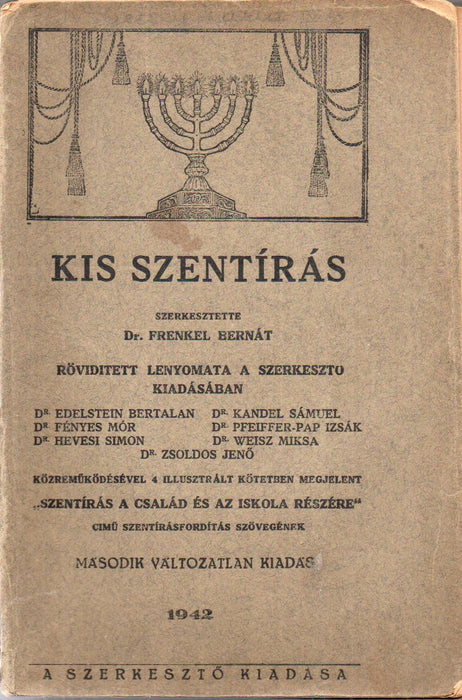 KIS SZENTÍRÁS
SZERKESZTETTE
Dr. FRENKEL BERNÁT
RÖVIDITETT LENYOMATA A SZERKESZTO
KIADÁSÁBAN
DR. EDELSTEIN BERTALAN DR. KANDEL SÁMUEL
DR. FÉNYES MÓR DR. PFEIFFER-PAP IZSÁK
DR. HEVESI SIMON DR. WEISZ MIKSA
DR. ZSOLDOS JENŐ
KÖZREMŰKÖDÉSÉVEL 4 ILLUSZTRÁLT KÖTETBEN MEGJELENT
„SZENTÍRÁS A CSALÁD ÉS AZ ISKOLA RÉSZÉRE"
CIMŰ SZENTÍRÁSFORDÍTÁS SZÖVEGÉNEK
MÁSODIK VÁLTOZATLAN KIADÁS
1942
A SZERKESZTŐ KIADÁSA